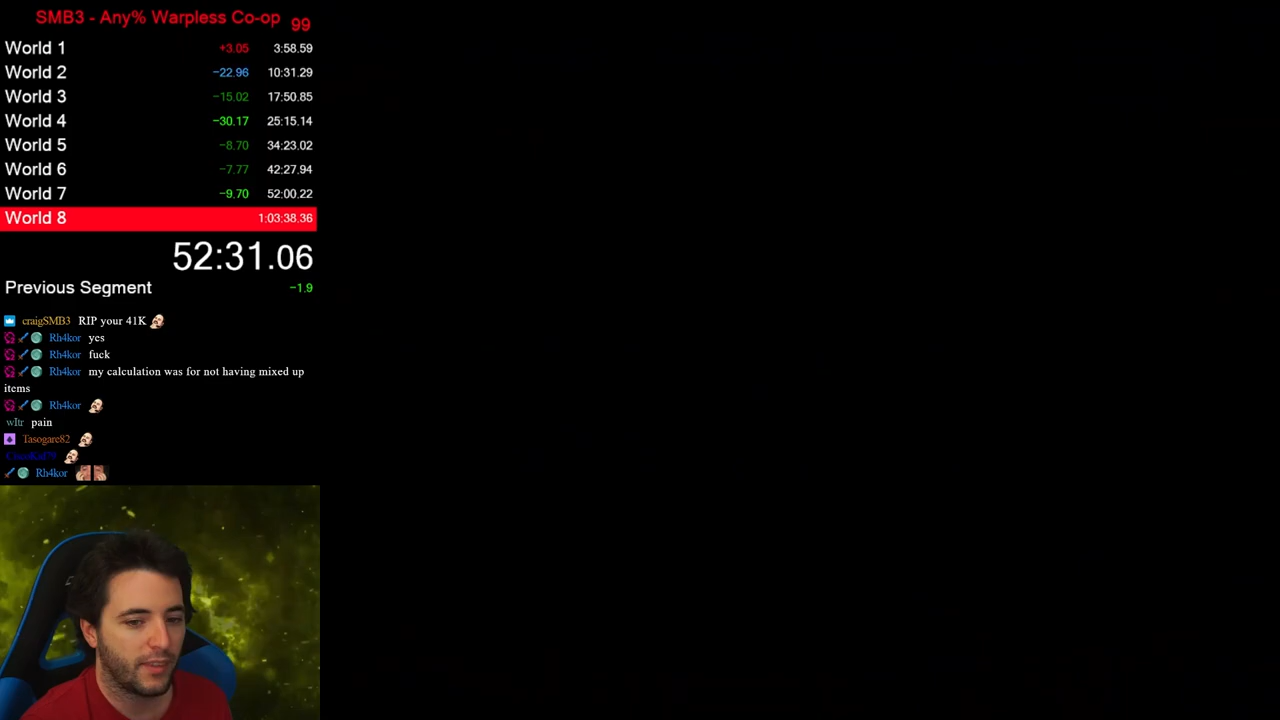 SMB3 - Any% Warpless Co-op 99
World 1 +3.05 3:58.59
World 2 −22.96 10:31.29
World 3 −15.02 17:50.85
World 4 −30.17 25:15.14
World 5 −8.70 34:23.02
World 6 −7.77 42:27.94
World 7 −9.70 52:00.22
World 8 1:03:38.36
52:31.06
Previous Segment −1.9
craigSMB3 RIP your 41K
Rh4kor yes
Rh4kor fuck
Rh4kor my calculation was for not having mixed up
items
Rh4kor
wItr pain
Tasogare82
Rh4kor